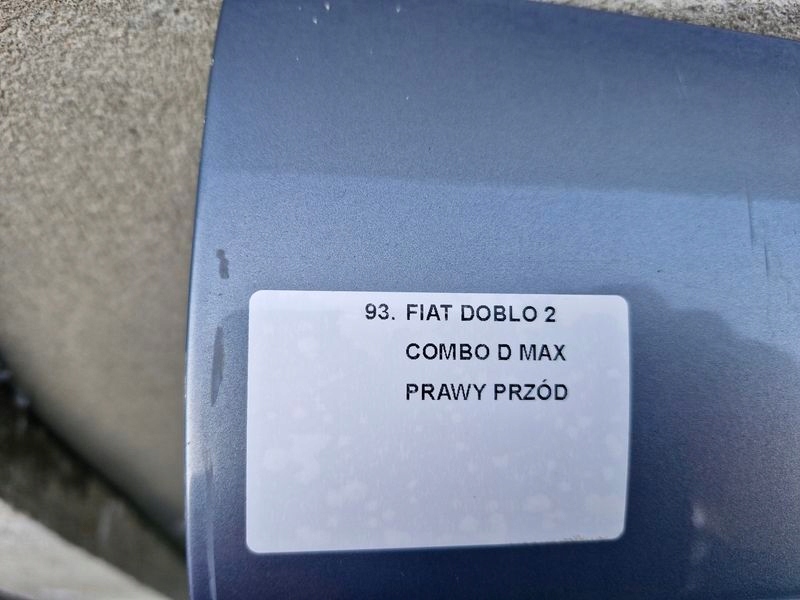 93. FIAT DOBLO 2
COMBO D MAX
PRAWY PRZÓD